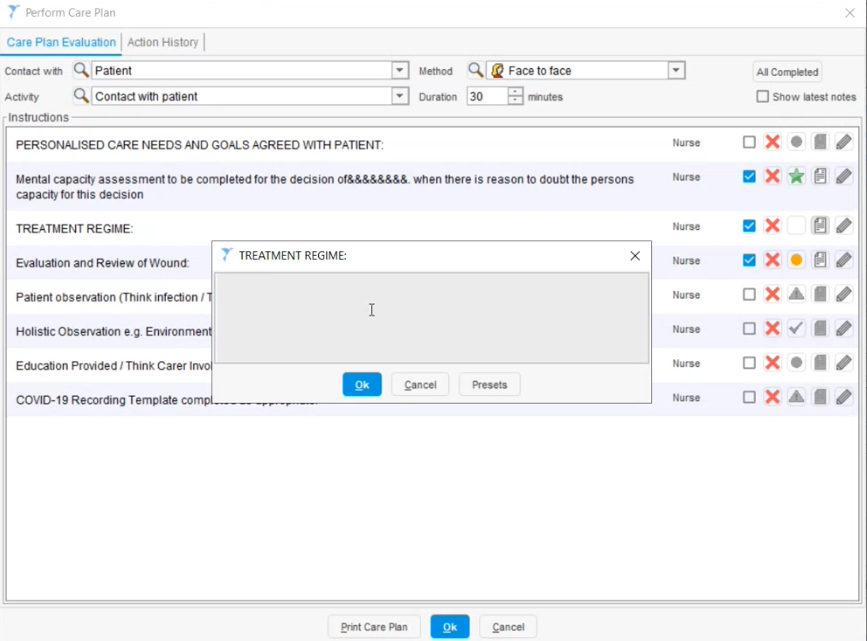 Perform Care Plan
Care Plan Evaluation Action History
Contact with Patient Method Face to face All Completed
Activity Contact with patient Duration 30 minutes Show latest notes
Instructions
PERSONALISED CARE NEEDS AND GOALS AGREED WITH PATIENT: Nurse
Mental capacity assessment to be completed for the decision of&&&&&&&&. when there is reason to doubt the persons Nurse
capacity for this decision
TREATMENT REGIME: Nurse
TREATMENT REGIME:
Evaluation and Review of Wound: Nurse
Patient observation (Think infection / T Nurse
Holistic Observation e.g. Environment Nurse
Education Provided / Think Carer Invol Nurse
Ok Cancel Presets
COVID-19 Recording Template completed as appropriate. Nurse
Print Care Plan Ok Cancel